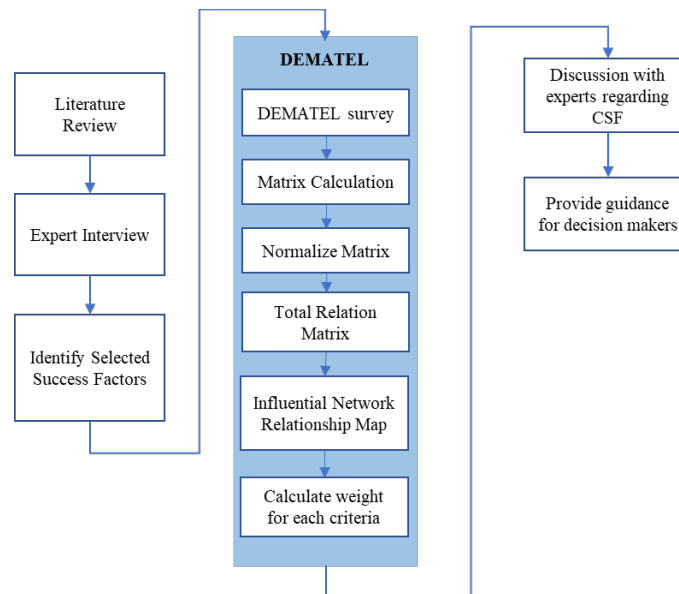 Literature
Review
Expert Interview
Identify Selected
Success Factors
DEMATEL
DEMATEL survey
Matrix Calculation
Normalize Matrix
Total Relation
Matrix
Influential Network
Relationship Map
Calculate weight
for each criteria
Discussion with
experts regarding
CSF
Provide guidance
for decision makers